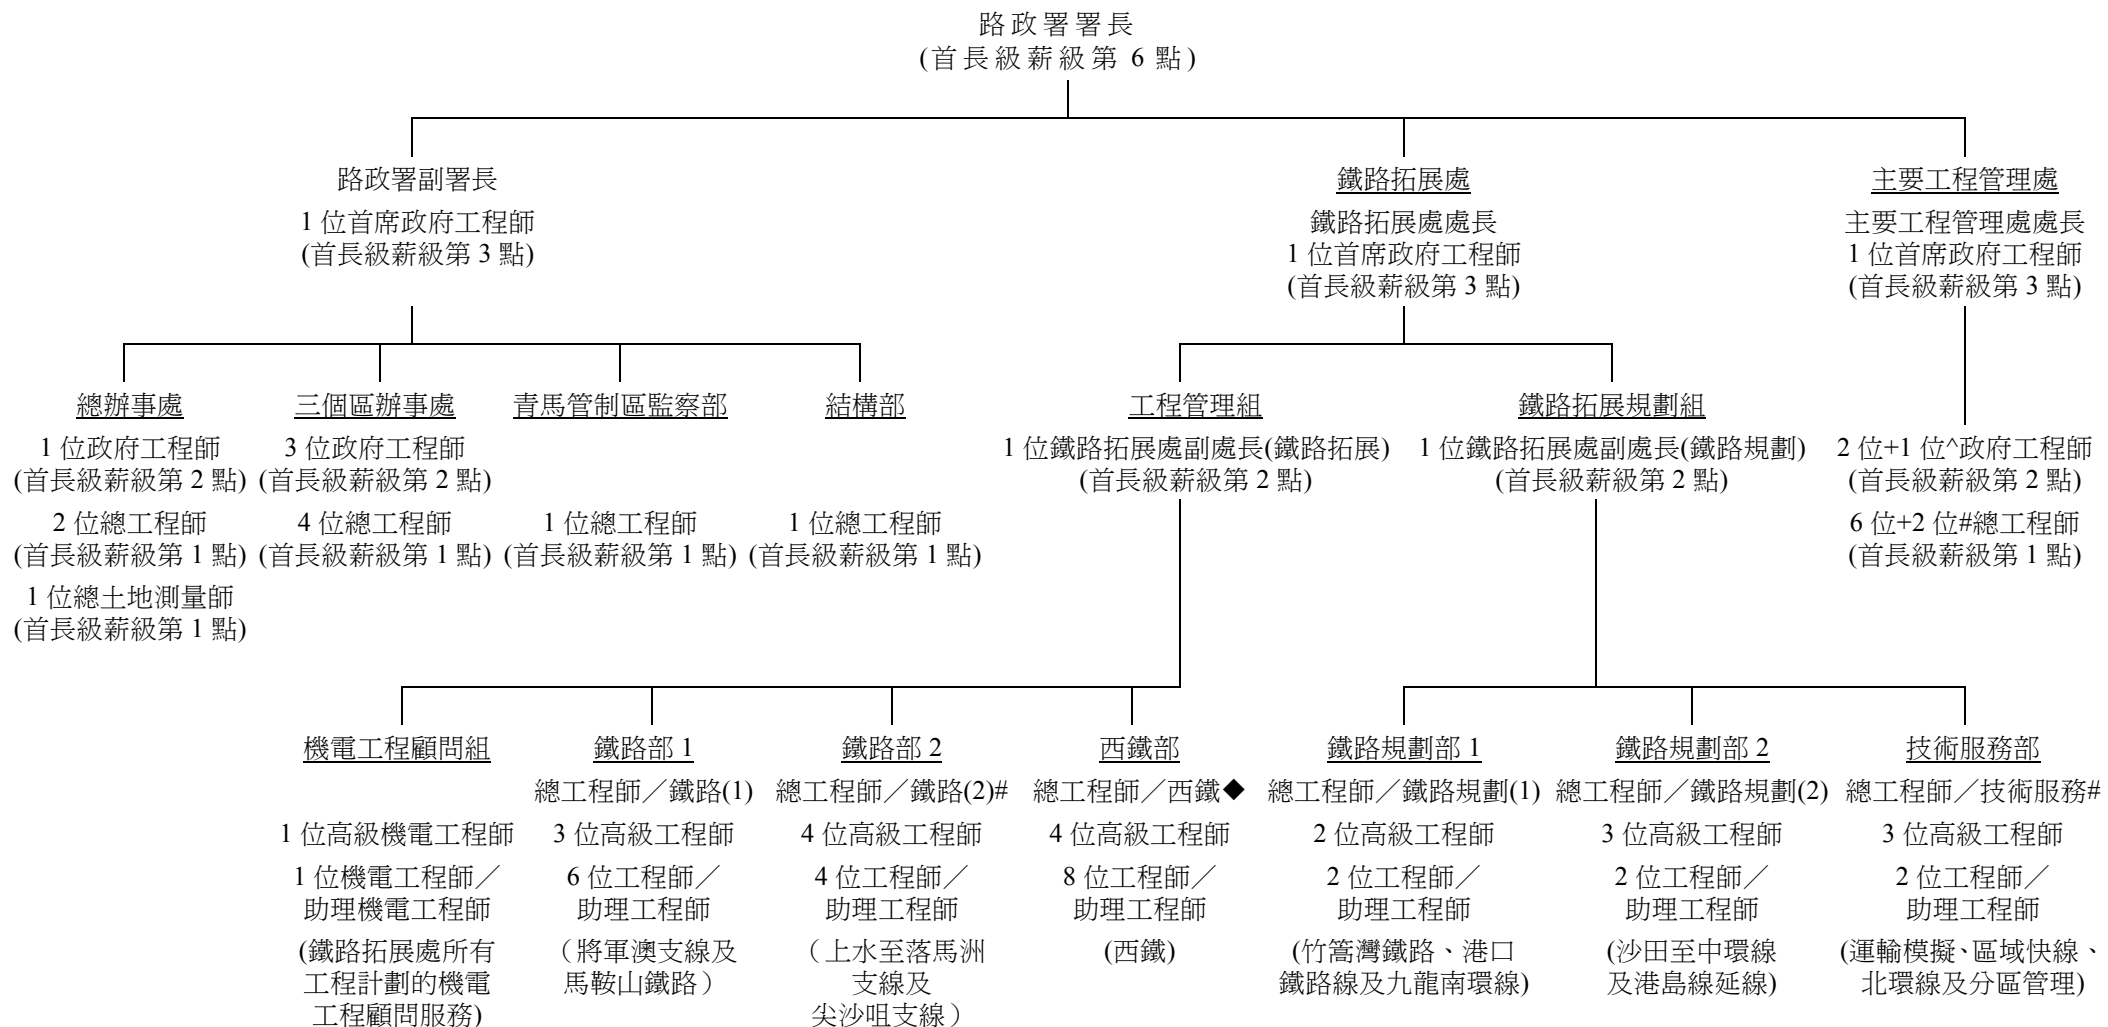 路政署署長
(首長級薪級第 6 點)
路政署副署長
1 位首席政府工程師
(首長級薪級第 3 點)
鐵路拓展處
鐵路拓展處處長
1 位首席政府工程師
(首長級薪級第 3 點)
主要工程管理處
主要工程管理處處長
1 位首席政府工程師
(首長級薪級第 3 點)
總辦事處
1 位政府工程師
(首長級薪級第 2 點)
2 位總工程師
(首長級薪級第 1 點)
1 位總土地測量師
(首長級薪級第 1 點)
三個區辦事處
3 位政府工程師
(首長級薪級第 2 點)
4 位總工程師
(首長級薪級第 1 點)
青馬管制區監察部
1 位總工程師
(首長級薪級第 1 點)
結構部
1 位總工程師
(首長級薪級第 1 點)
工程管理組
1 位鐵路拓展處副處長(鐵路拓展)
(首長級薪級第 2 點)
鐵路拓展規劃組
1 位鐵路拓展處副處長(鐵路規劃)
(首長級薪級第 2 點)
2 位+1 位^政府工程師
(首長級薪級第 2 點)
6 位+2 位#總工程師
(首長級薪級第 1 點)
機電工程顧問組
1 位高級機電工程師
1 位機電工程師／
助理機電工程師
(鐵路拓展處所有
工程計劃的機電
工程顧問服務)
鐵路部 1
總工程師／鐵路(1)
3 位高級工程師
6 位工程師／
助理工程師
（將軍澳支線及
馬鞍山鐵路）
鐵路部 2
總工程師／鐵路(2)#
4 位高級工程師
4 位工程師／
助理工程師
（上水至落馬洲
支線及
尖沙咀支線）
西鐵部
總工程師／西鐵◆
4 位高級工程師
8 位工程師／
助理工程師
(西鐵)
鐵路規劃部 1
總工程師／鐵路規劃(1)
2 位高級工程師
2 位工程師／
助理工程師
(竹篙灣鐵路、港口
鐵路線及九龍南環線)
鐵路規劃部 2
總工程師／鐵路規劃(2)
3 位高級工程師
2 位工程師／
助理工程師
(沙田至中環線
及港島線延線)
技術服務部
總工程師／技術服務#
3 位高級工程師
2 位工程師／
助理工程師
(運輸模擬、區域快線、
北環線及分區管理)